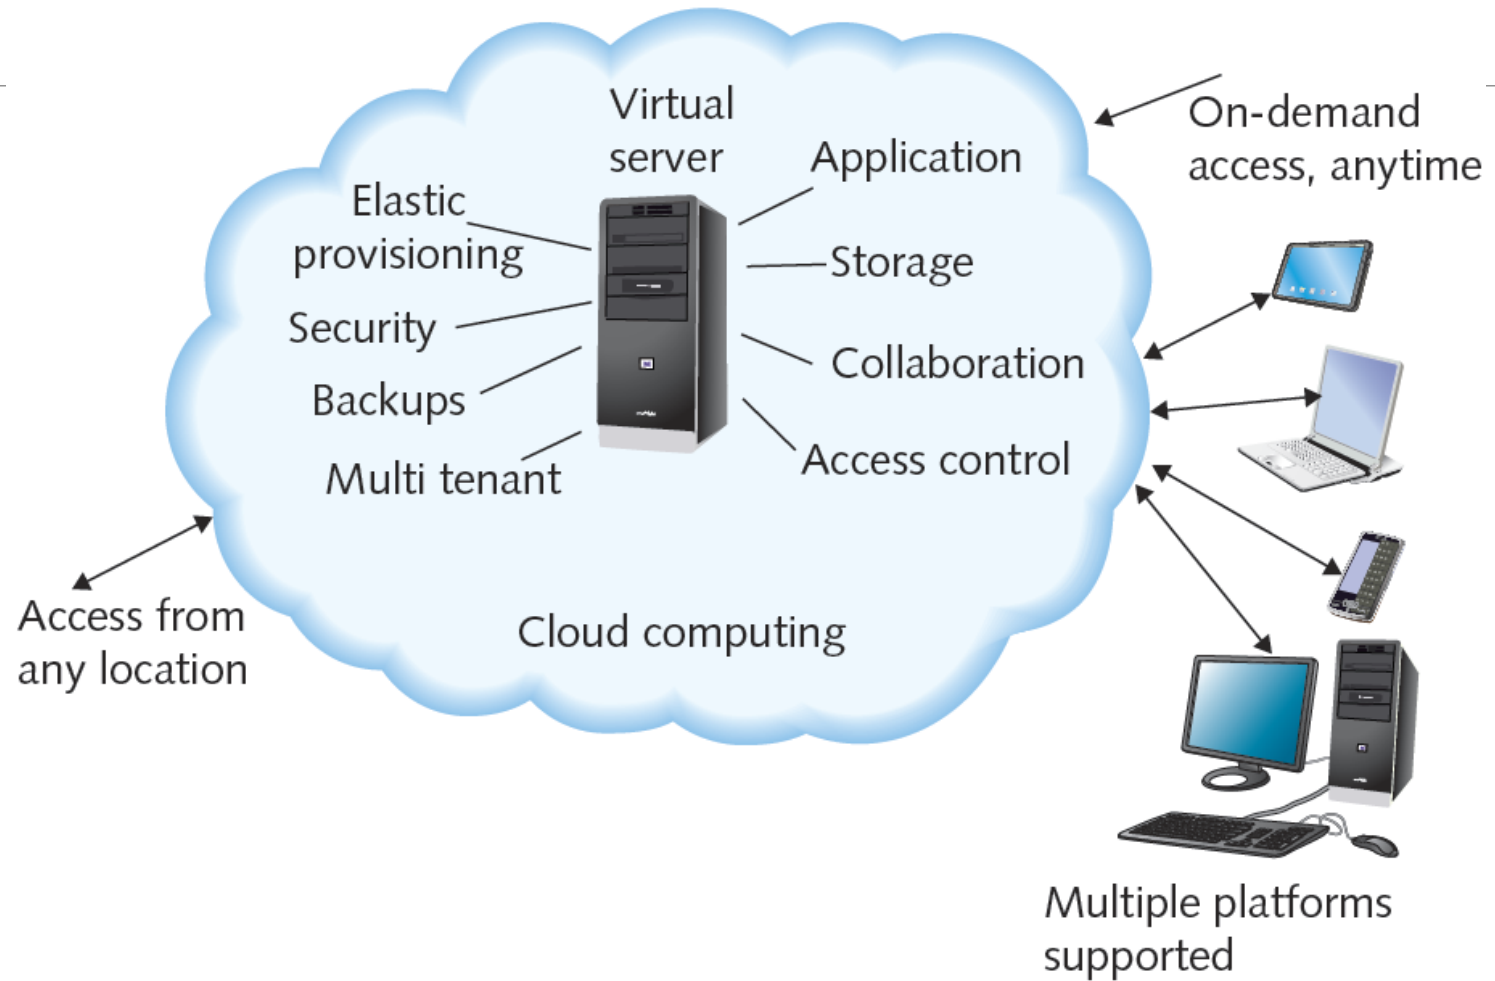 Virtual
server
Application
On-demand
access, anytime
Elastic
provisioning
Storage
Security
Collaboration
Backups
Access control
Multi tenant
Access from
any location
Cloud computing
Multiple platforms
supported